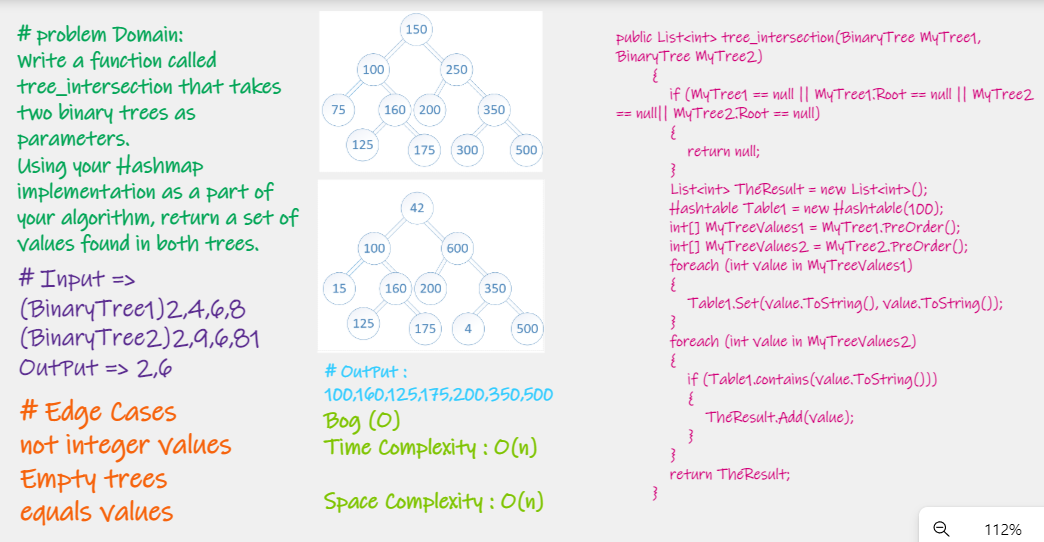 # problem Domain:
Write a function called
tree_intersection that takes
two binary trees as
parameters.
Using your Hashmap
implementation as a part of
your algorithm, return a set of
values found in both trees.
# Input =>
(BinaryTree1)2,4,6,8
(BinaryTree2)2,9,6,81
OutPut => 2,6
# Edge Cases
not integer values
Empty trees
equals values
150
100 250
75 160 200 350
125 175 300 500
42
100 600
15 160 200 350
125 175 4 500
# OutPut :
100,160,125,175,200,350,500
Bog (O)
Time Complexity : O(n)
Space Complexity : O(n)
public List<int> tree_intersection(BinaryTree MyTree1,
BinaryTree MyTree2)
{
if (MyTree1 == null || MyTree1.Root == null || MyTree2
== null|| MyTree2.Root == null)
{
return null;
}
List<int> TheResult = new List<int>();
Hashtable Table1 = new Hashtable(100);
int[] MyTreeValues1 = MyTree1.PreOrder();
int[] MyTreeValues2 = MyTree2.PreOrder();
foreach (int value in MyTreeValues1)
{
Table1.Set(value.ToString(), value.ToString());
}
foreach (int value in MyTreeValues2)
{
if (Table1.contains(value.ToString()))
{
TheResult.Add(value);
}
}
return TheResult;
}
112%